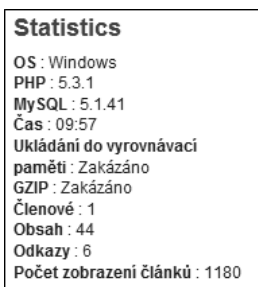 Statistics
OS : Windows
PHP : 5.3.1
MySQL : 5.1.41
Čas : 09:57
Ukládání do vyrovnávací
paměti : Zakázáno
GZIP : Zakázáno
Členové : 1
Obsah : 44
Odkazy : 6
Počet zobrazení článků : 1180